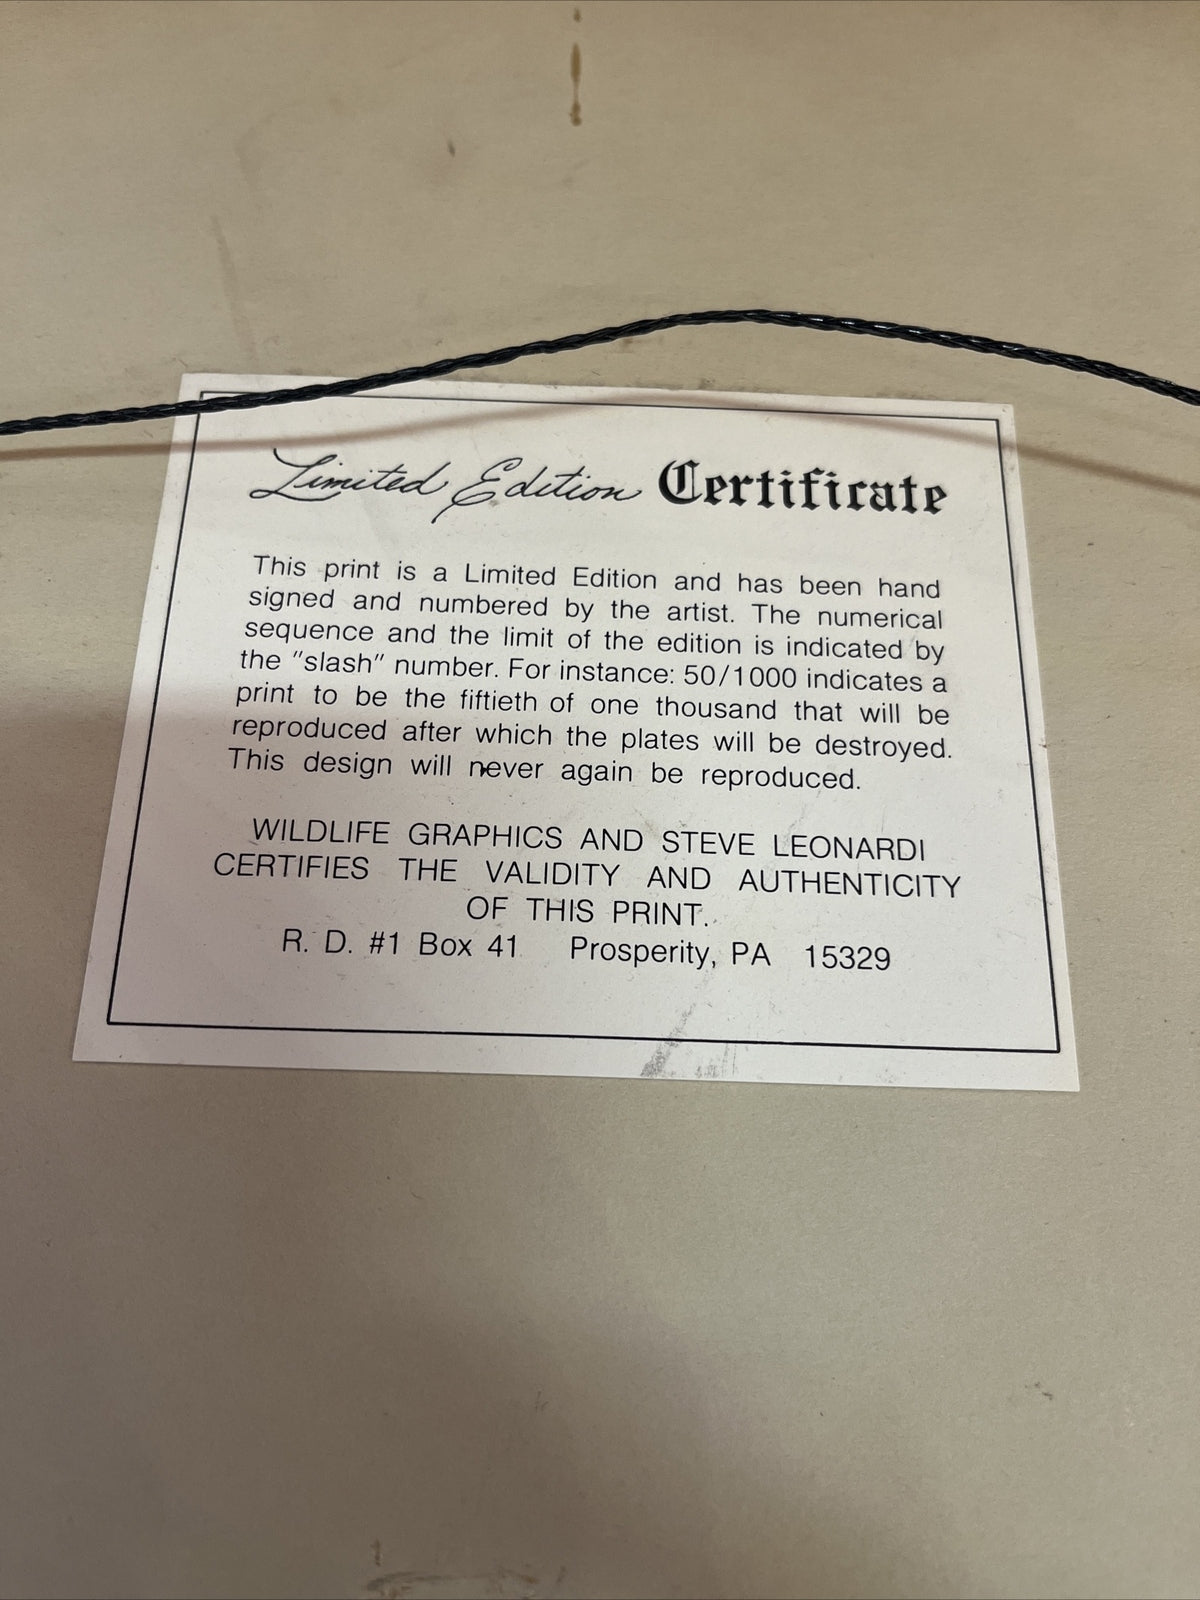 Limited Edition Certificate
This print is a Limited Edition and has been hand
signed and numbered by the artist. The numerical
sequence and the limit of the edition is indicated by
the "slash" number. For instance: 50/1000 indicates a
print to be the fiftieth of one thousand that will be
reproduced after which the plates will be destroyed.
This design will never again be reproduced.
WILDLIFE GRAPHICS AND STEVE LEONARDI
CERTIFIES THE VALIDITY AND AUTHENTICITY
OF THIS PRINT.
R. D. #1 Box 41 Prosperity, PA 15329